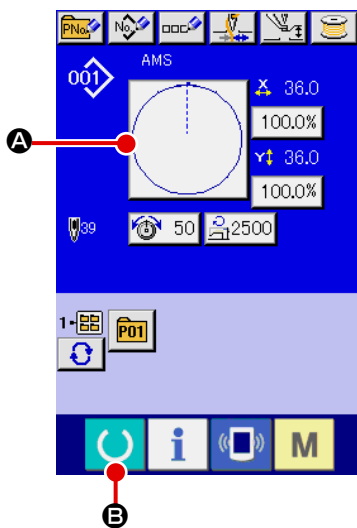 PNo. No.
001 AMS
X 36.0
A 100.0%
Y 36.0
100.0%
39 50 2500
1 P01
i M
B